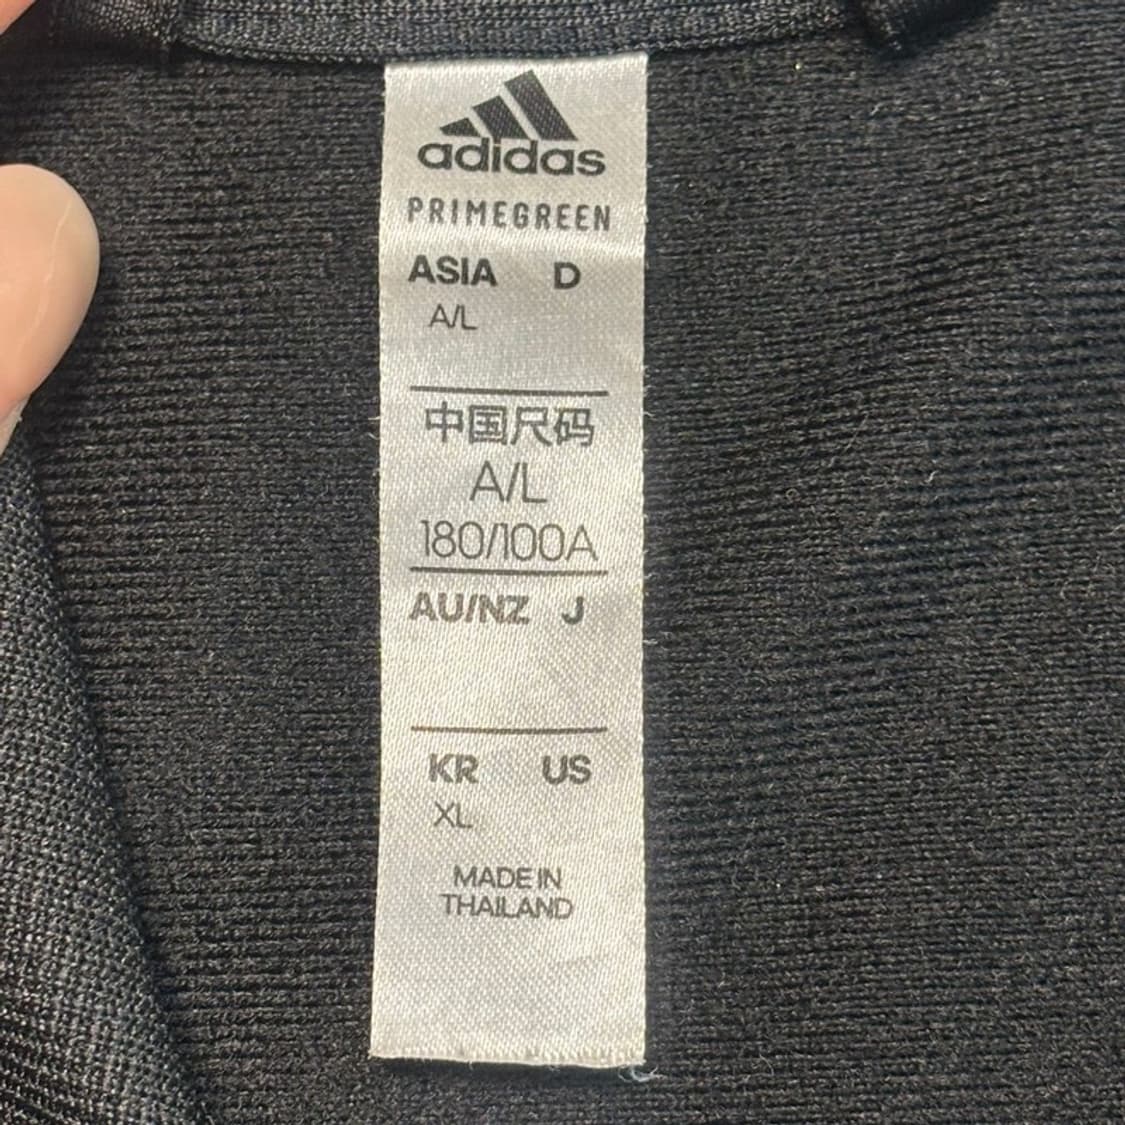 adidas
PRIMEGREEN
ASIA D
A/L
中国尺码
A/L
180/100A
AU/NZ J
KR US
XL
MADE IN
THAILAND